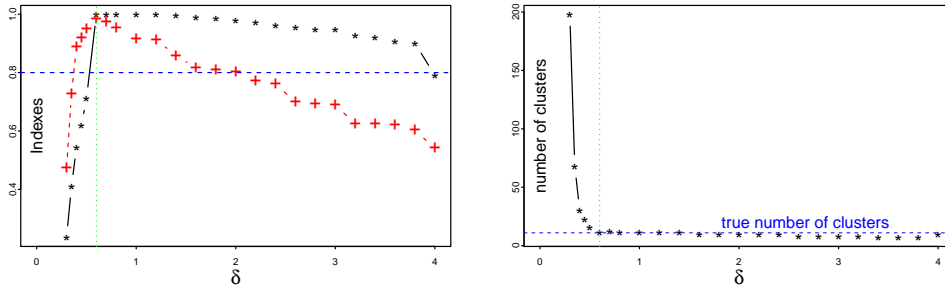 Indexes
1.0
0.8
0.6
0.4
0 1 2 3 4
δ
number of clusters
200
150
100
50
0
true number of clusters
0 1 2 3 4
δ